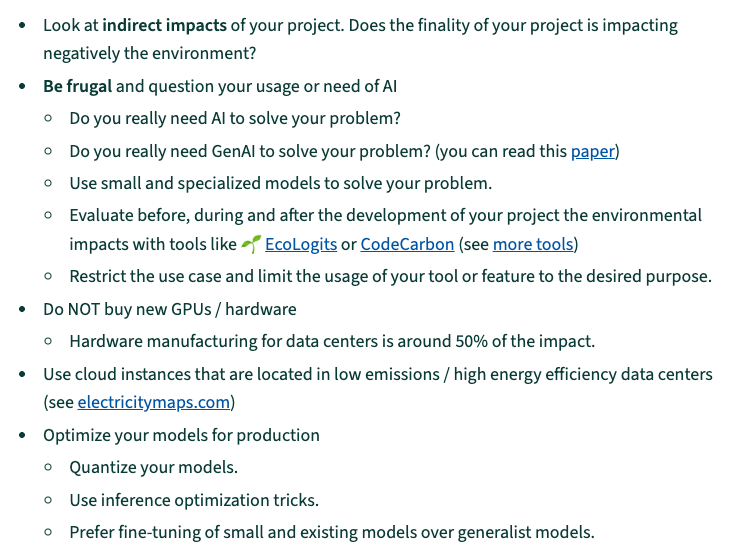 Look at indirect impacts of your project. Does the finality of your project is impacting
negatively the environment?
Be frugal and question your usage or need of AI
Do you really need AI to solve your problem?
Do you really need GenAI to solve your problem? (you can read this paper)
Use small and specialized models to solve your problem.
Evaluate before, during and after the development of your project the environmental
impacts with tools like 🌱 EcoLogits or CodeCarbon (see more tools)
Restrict the use case and limit the usage of your tool or feature to the desired purpose.
Do NOT buy new GPUs / hardware
Hardware manufacturing for data centers is around 50% of the impact.
Use cloud instances that are located in low emissions / high energy efficiency data centers
(see electricitymaps.com)
Optimize your models for production
Quantize your models.
Use inference optimization tricks.
Prefer fine-tuning of small and existing models over generalist models.